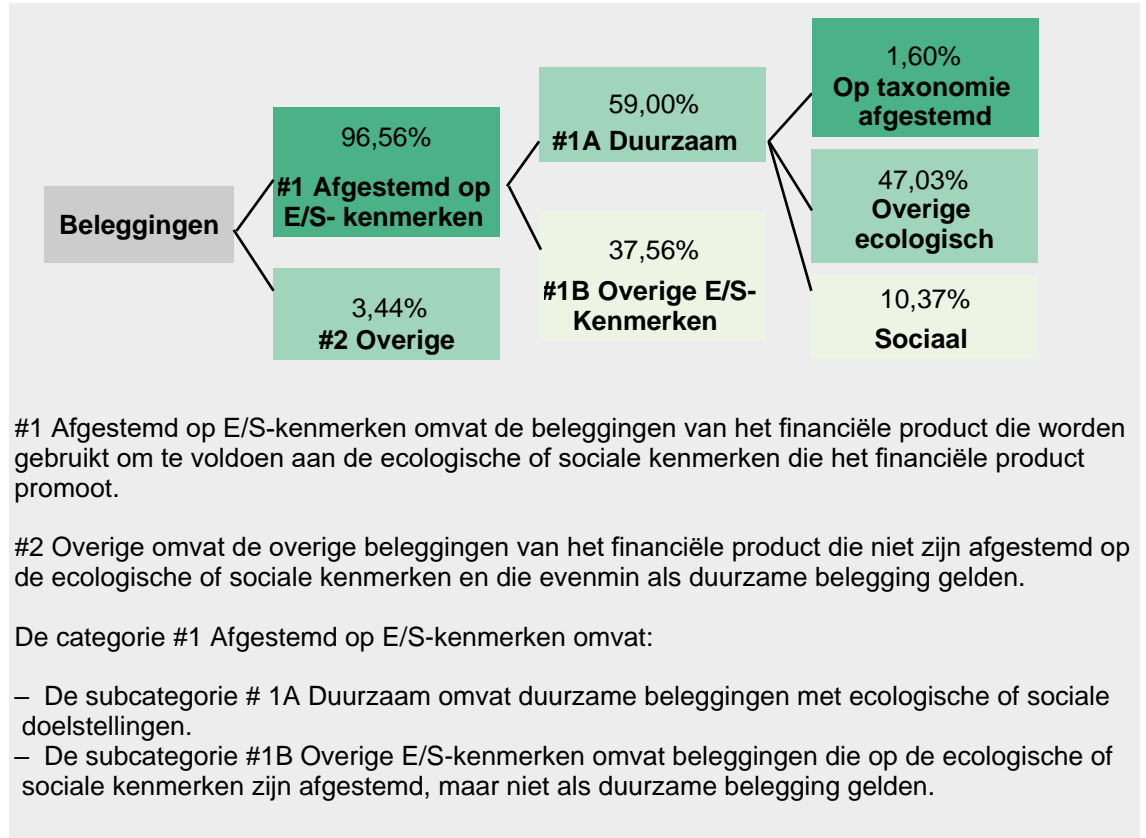 Beleggingen
96,56%
#1 Afgestemd op
E/S- kenmerken
3,44%
#2 Overige
59,00%
#1A Duurzaam
37,56%
#1B Overige E/S-
Kenmerken
1,60%
Op taxonomie
afgestemd
47,03%
Overige
ecologisch
10,37%
Sociaal
#1 Afgestemd op E/S-kenmerken omvat de beleggingen van het financiële product die worden
gebruikt om te voldoen aan de ecologische of sociale kenmerken die het financiële product
promoot.
#2 Overige omvat de overige beleggingen van het financiële product die niet zijn afgestemd op
de ecologische of sociale kenmerken en die evenmin als duurzame belegging gelden.
De categorie #1 Afgestemd op E/S-kenmerken omvat:
– De subcategorie # 1A Duurzaam omvat duurzame beleggingen met ecologische of sociale
doelstellingen.
– De subcategorie #1B Overige E/S-kenmerken omvat beleggingen die op de ecologische of
sociale kenmerken zijn afgestemd, maar niet als duurzame belegging gelden.